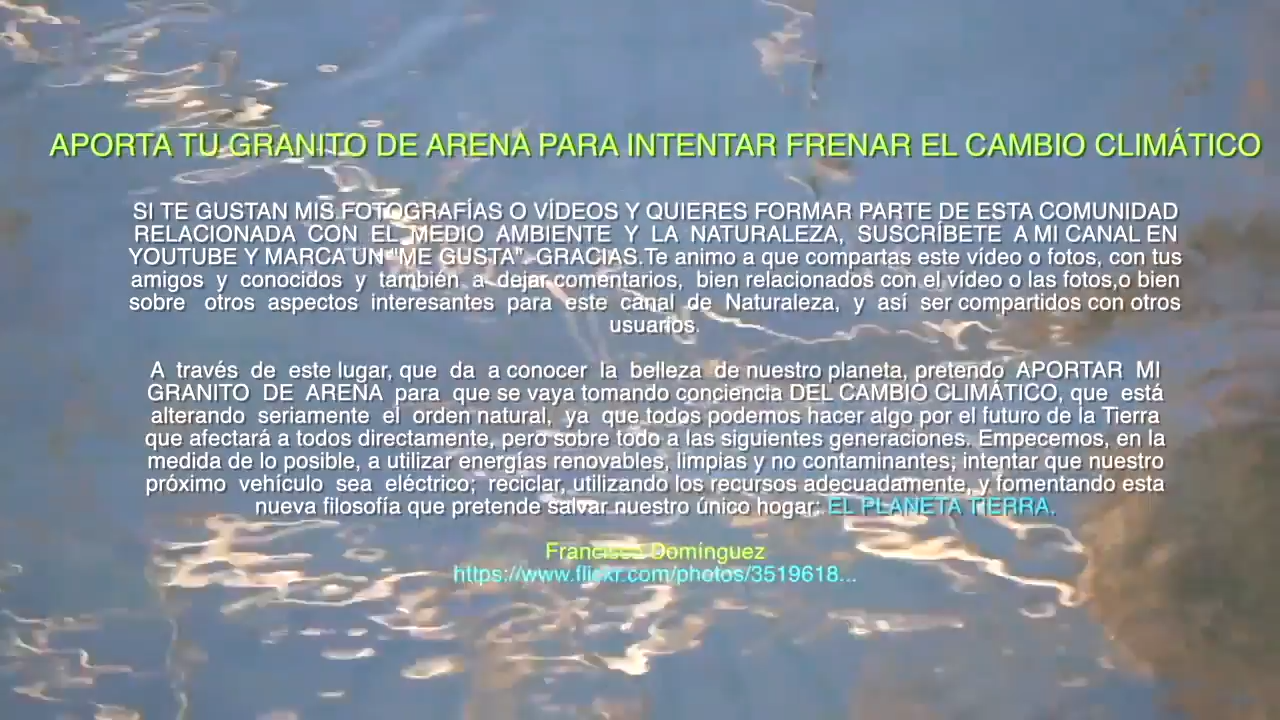 APORTA TU GRANITO DE ARENA PARA INTENTAR FRENAR EL CAMBIO CLIMÁTICO
SI TE GUSTAN MIS FOTOGRAFÍAS O VÍDEOS Y QUIERES FORMAR PARTE DE ESTA COMUNIDAD
RELACIONADA CON EL MEDIO AMBIENTE Y LA NATURALEZA, SUSCRÍBETE A MI CANAL EN
YOUTUBE Y MARCA UN "ME GUSTA". GRACIAS.Te animo a que compartas este vídeo o fotos, con tus
amigos y conocidos y también a dejar comentarios, bien relacionados con el vídeo o las fotos,o bien
sobre otros aspectos interesantes para este canal de Naturaleza, y así ser compartidos con otros
usuarios.
A través de este lugar, que da a conocer la belleza de nuestro planeta, pretendo APORTAR MI
GRANITO DE ARENA para que se vaya tomando conciencia DEL CAMBIO CLIMÁTICO, que está
alterando seriamente el orden natural, ya que todos podemos hacer algo por el futuro de la Tierra
que afectará a todos directamente, pero sobre todo a las siguientes generaciones. Empecemos, en la
medida de lo posible, a utilizar energías renovables, limpias y no contaminantes; intentar que nuestro
próximo vehículo sea eléctrico; reciclar, utilizando los recursos adecuadamente, y fomentando esta
nueva filosofía que pretende salvar nuestro único hogar: EL PLANETA TIERRA.
Francisco Domínguez
https://www.flickr.com/photos/3519618...